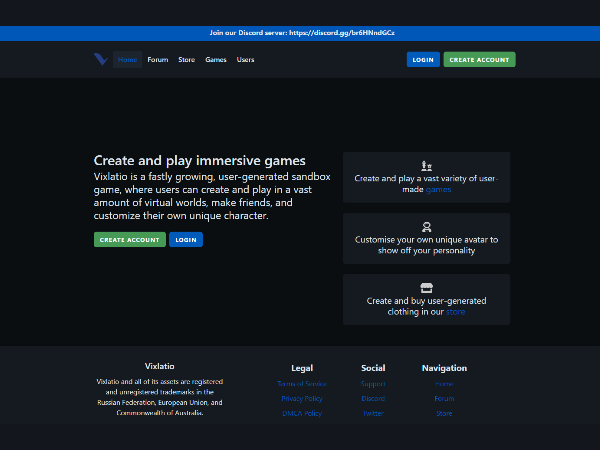 Join our Discord server: https://discord.gg/br6HNndGCz
Home Forum Store Games Users LOGIN CREATE ACCOUNT
Create and play immersive games
Vixlatio is a fastly growing, user-generated sandbox
game, where users can create and play in a vast
amount of virtual worlds, make friends, and
customize their own unique character.
CREATE ACCOUNT LOGIN
Create and play a vast variety of user-
made games
Customise your own unique avatar to
show off your personality
Create and buy user-generated
clothing in our store
Vixlatio
Vixlatio and all of its assets are registered
and unregistered trademarks in the
Russian Federation, European Union, and
Commonwealth of Australia.
Legal
Terms of Service
Privacy Policy
DMCA Policy
Social
Support
Discord
Twitter
Navigation
Home
Forum
Store